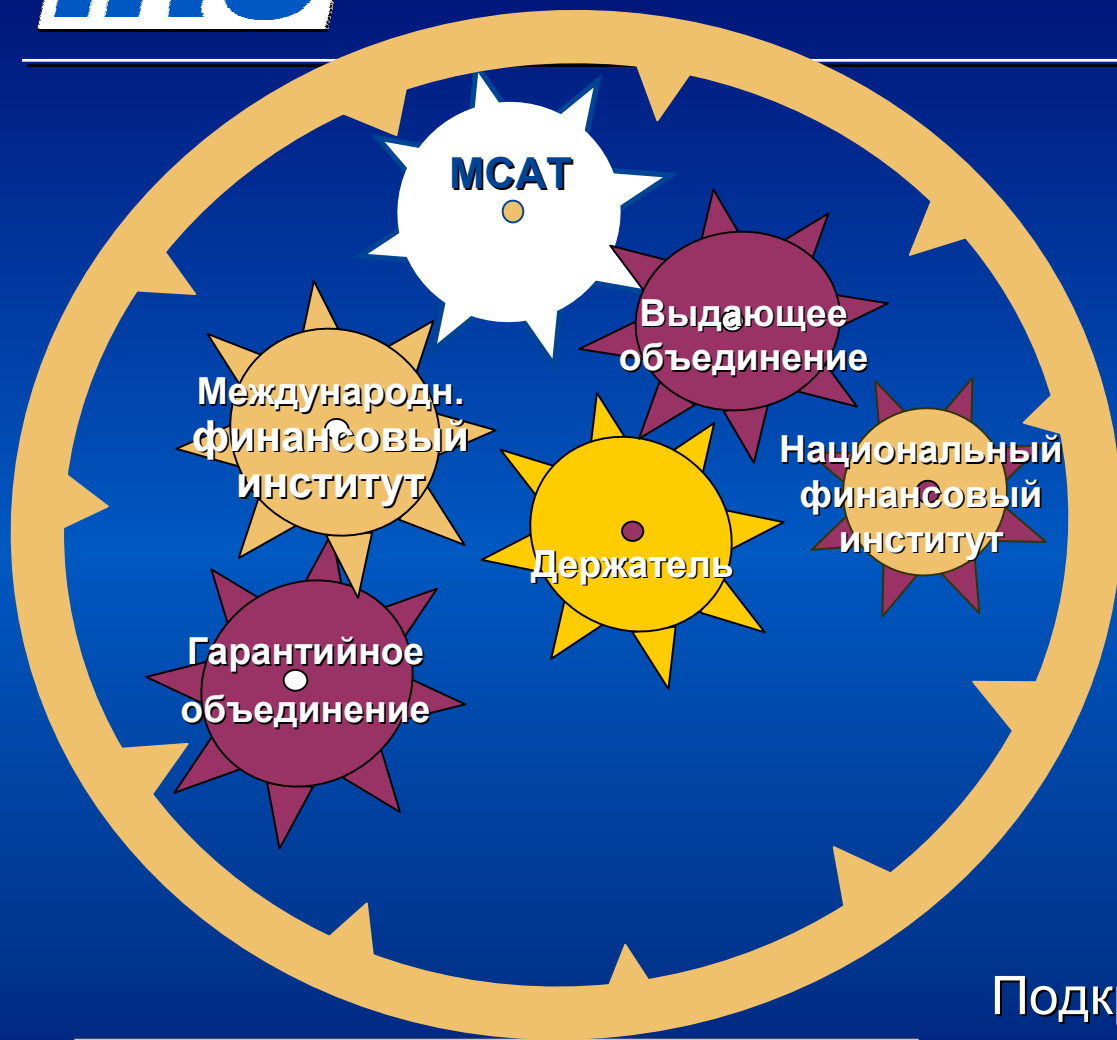 МСАТ
Выдающее
объединение
Международн.
финансовый
институт
Национальный
финансовый
институт
Держатель
Гарантийное
объединение